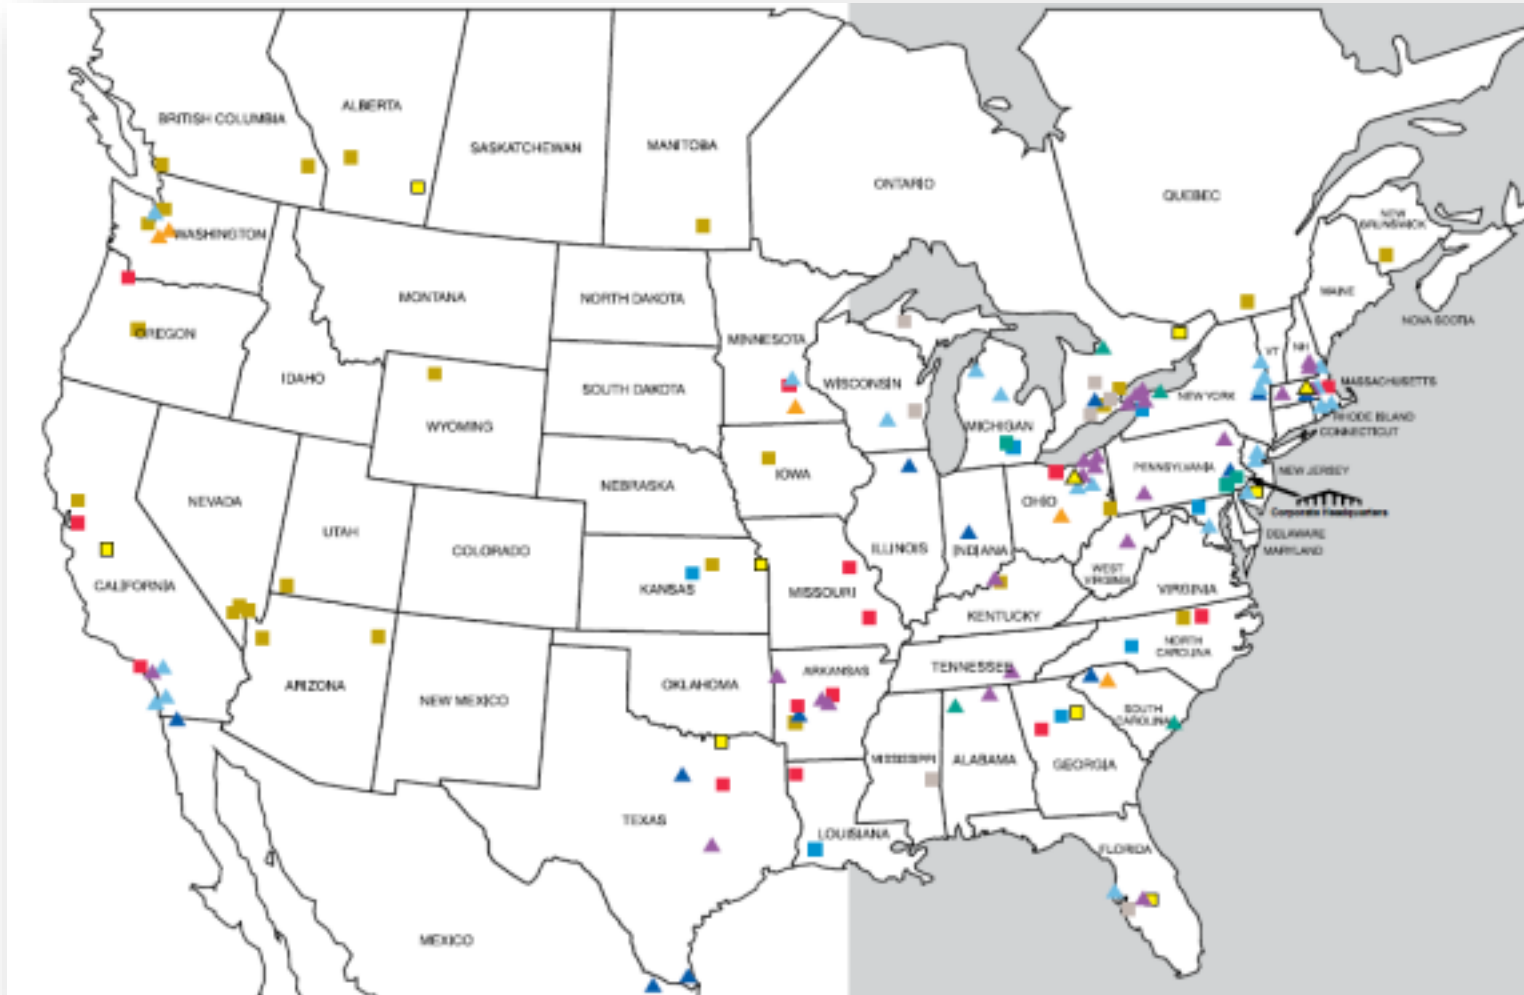 BRITISH COLUMBIA
ALBERTA
SASKATCHEWAN
MANITOBA
ONTARIO
QUEBEC
NEW
BRUNSWICK
NOVA SCOTIA
MAINE
WASHINGTON
MONTANA
NORTH DAKOTA
MINNESOTA
OREGON
IDAHO
SOUTH DAKOTA
WISCONSIN
MICHIGAN
NEW YORK
VT
NH
MASSACHUSETTS
RHODE ISLAND
CONNECTICUT
WYOMING
IOWA
PENNSYLVANIA
NEW JERSEY
NEVADA
NEBRASKA
OHIO
Corporate Headquarters
UTAH
COLORADO
ILLINOIS
INDIANA
DELAWARE
MARYLAND
CALIFORNIA
KANSAS
MISSOURI
WEST
VIRGINIA
VIRGINIA
KENTUCKY
NORTH
CAROLINA
ARIZONA
NEW MEXICO
OKLAHOMA
ARKANSAS
TENNESSEE
SOUTH
CAROLINA
MISSISSIPPI
ALABAMA
GEORGIA
TEXAS
LOUISIANA
FLORIDA
MEXICO